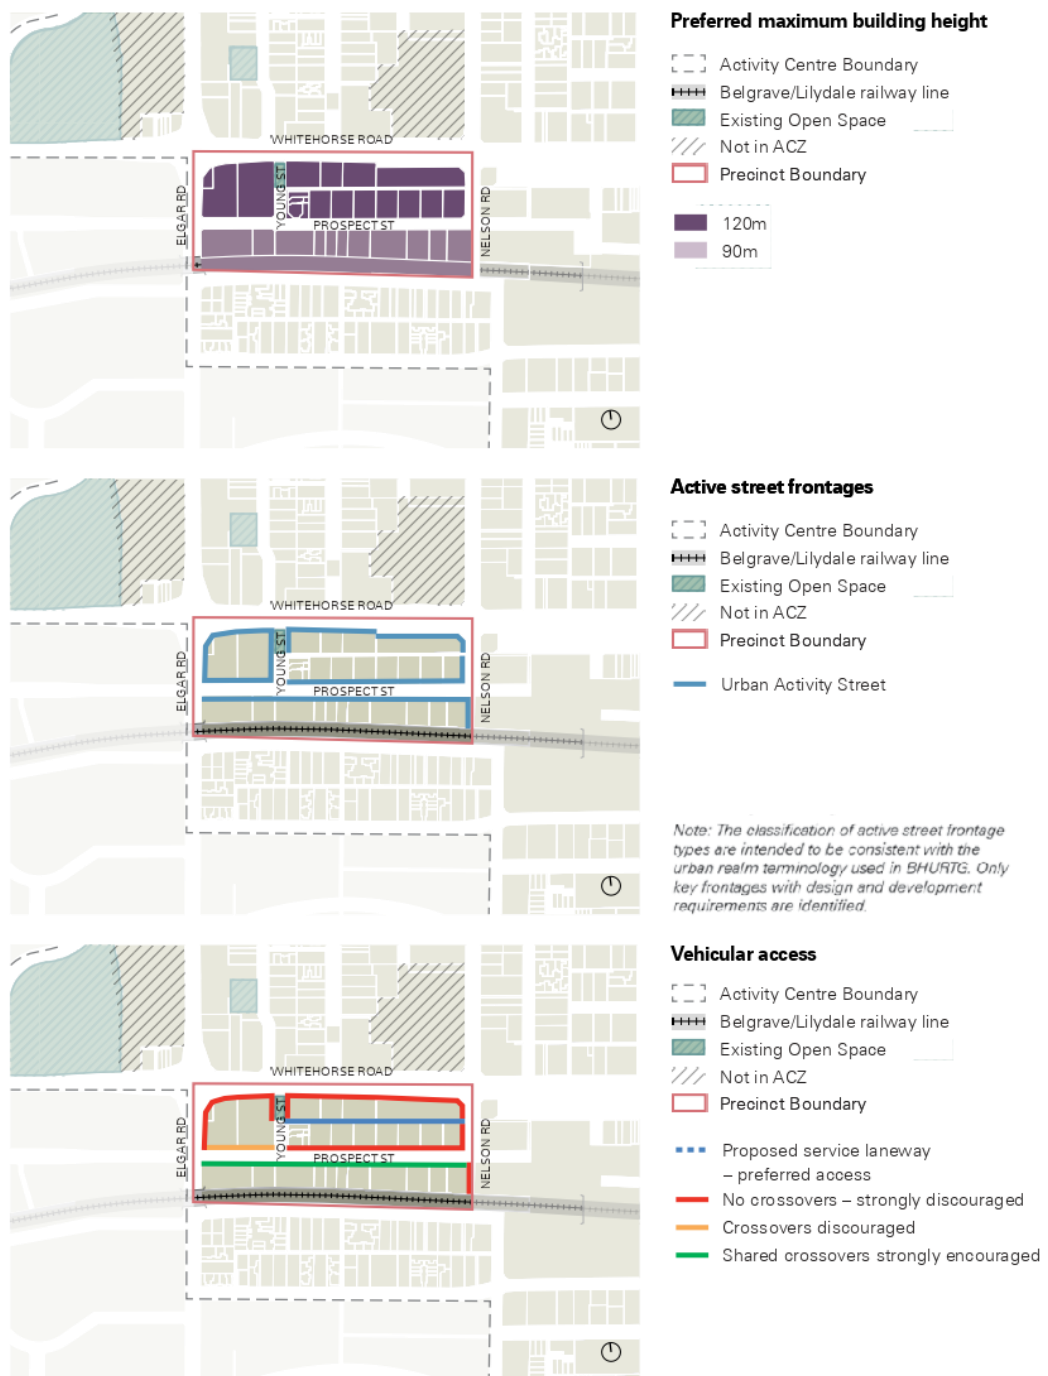 Preferred maximum building height
Activity Centre Boundary
Belgrave/Lilydale railway line
Existing Open Space
Not in ACZ
Precinct Boundary
120m
90m
WHITEHORSE ROAD
ELGAR RD
YOUNG ST
PROSPECT ST
NELSON RD
Active street frontages
Activity Centre Boundary
Belgrave/Lilydale railway line
Existing Open Space
Not in ACZ
Precinct Boundary
Urban Activity Street
WHITEHORSE ROAD
ELGAR RD
YOUNG ST
PROSPECT ST
NELSON RD
Note: The classification of active street frontage
types are intended to be consistent with the
urban realm terminology used in BHURTG. Only
key frontages with design and development
requirements are identified.
Vehicular access
Activity Centre Boundary
Belgrave/Lilydale railway line
Existing Open Space
Not in ACZ
Precinct Boundary
Proposed service laneway
– preferred access
No crossovers – strongly discouraged
Crossovers discouraged
Shared crossovers strongly encouraged
WHITEHORSE ROAD
ELGAR RD
YOUNG ST
PROSPECT ST
NELSON RD